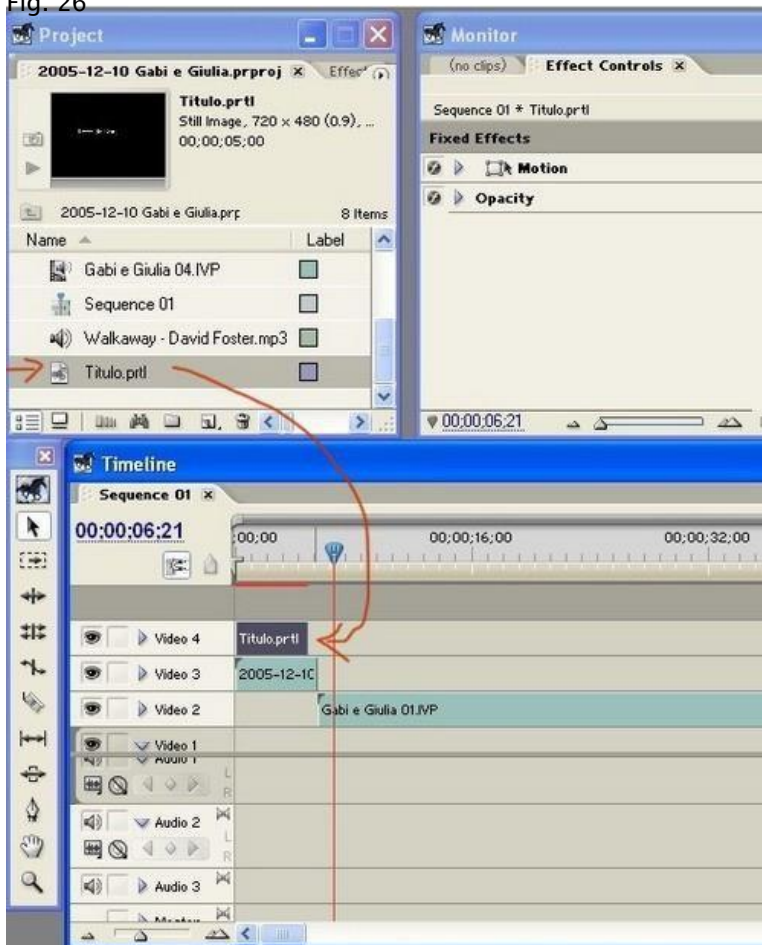 Fig. 26
Project
2005-12-10 Gabi e Giulia.prproj
Effec
Titulo.prtl
Still Image, 720 x 480 (0.9), ...
00;00;05;00
2005-12-10 Gabi e Giulia.prp
8 Items
Name
Label
Gabi e Giulia 04.IVP
Sequence 01
Walkaway - David Foster.mp3
Titulo.prtl
Monitor
(no clips)
Effect Controls
Sequence 01 * Titulo.prtl
Fixed Effects
Motion
Opacity
00;00;06;21
Timeline
Sequence 01
00;00;06;21
;00;00
00;00;16;00
00;00;32;00
Video 4
Titulo.prtl
Video 3
2005-12-10
Video 2
Gabi e Giulia 01.IVP
Video 1
Audio 1
L
R
Audio 2
L
R
Audio 3
Master